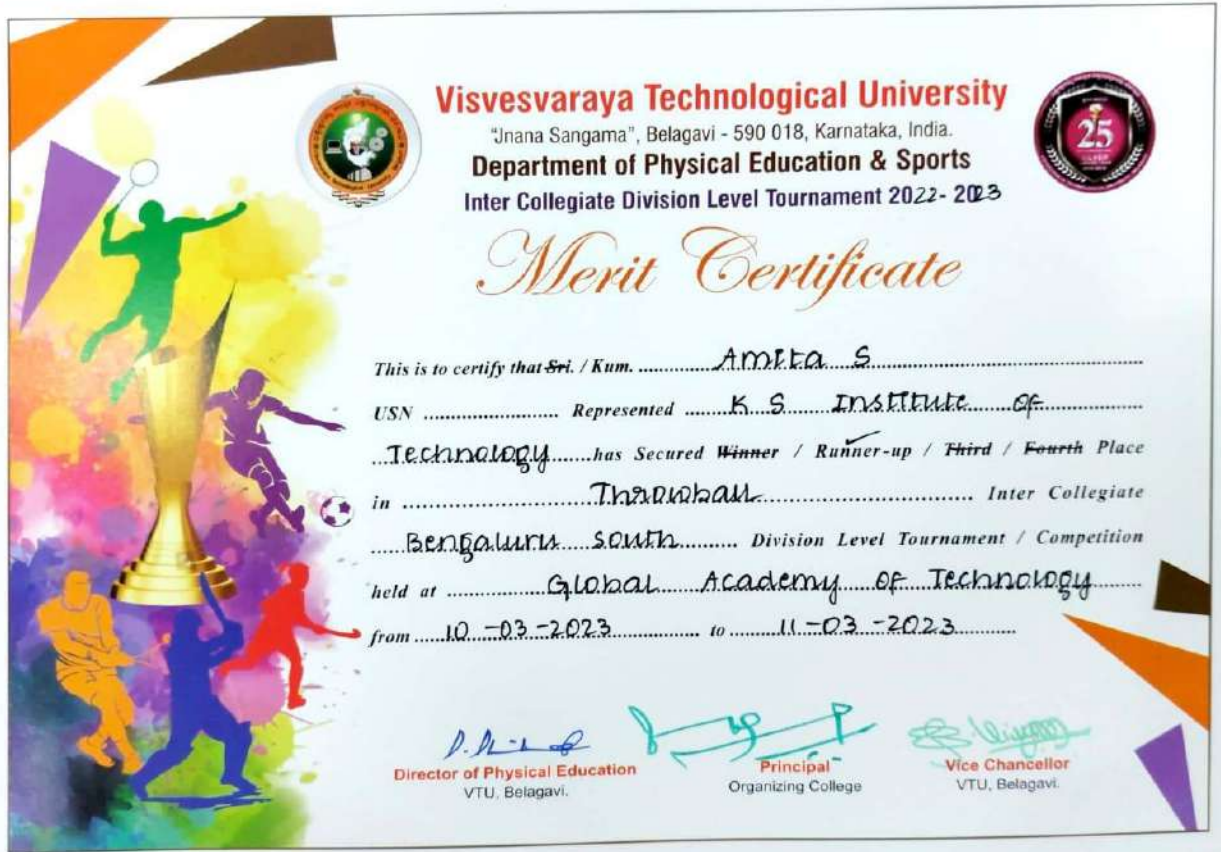 Visvesvaraya Technological University
"Jnana Sangama", Belagavi - 590 018, Karnataka, India.
Department of Physical Education & Sports
Inter Collegiate Division Level Tournament 2022-2023
25
Merit Certificate
This is to certify that Sri. / Kum. Amita S
USN ........ Represented K S Institute of
Technology has Secured Winner / Runner-up / Third / Fourth Place
in Throwball Inter Collegiate
Bengaluru south Division Level Tournament / Competition
held at Global Academy of Technology
from 10-03-2023 to 11-03-2023
Director of Physical Education
VTU, Belagavi.
Principal
Organizing College
Vice Chancellor
VTU, Belagavi.